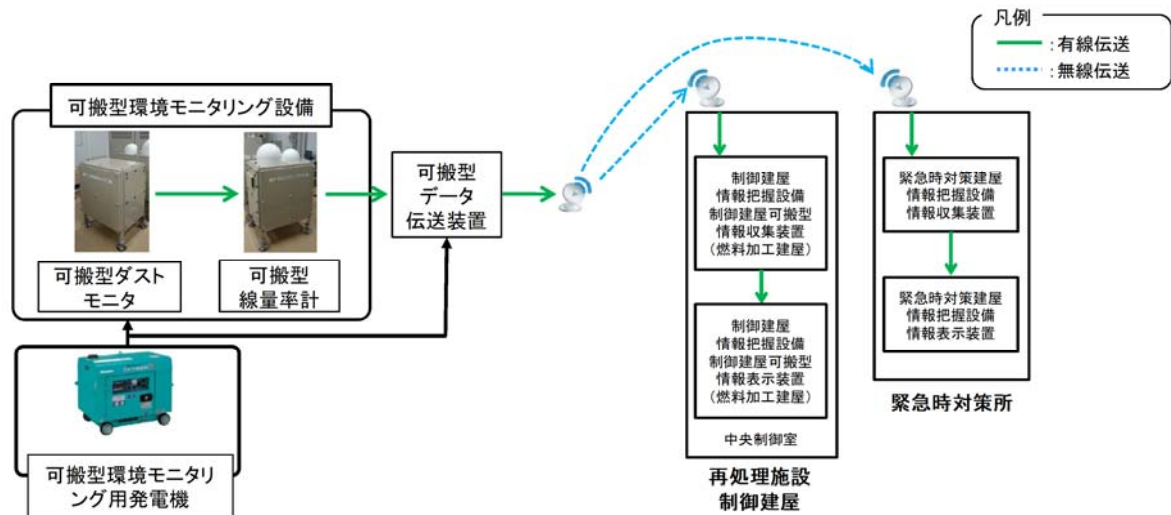 凡例
：有線伝送
：無線伝送
可搬型環境モニタリング設備
可搬型ダスト
モニタ
可搬型
線量率計
可搬型
データ
伝送装置
可搬型環境モニタリ
ング用発電機
制御建屋
情報把握設備
制御建屋可搬型
情報収集装置
（燃料加工建屋）
制御建屋
情報把握設備
制御建屋可搬型
情報表示装置
（燃料加工建屋）
中央制御室
再処理施設
制御建屋
緊急時対策建屋
情報把握設備
情報収集装置
緊急時対策建屋
情報把握設備
情報表示装置
緊急時対策所